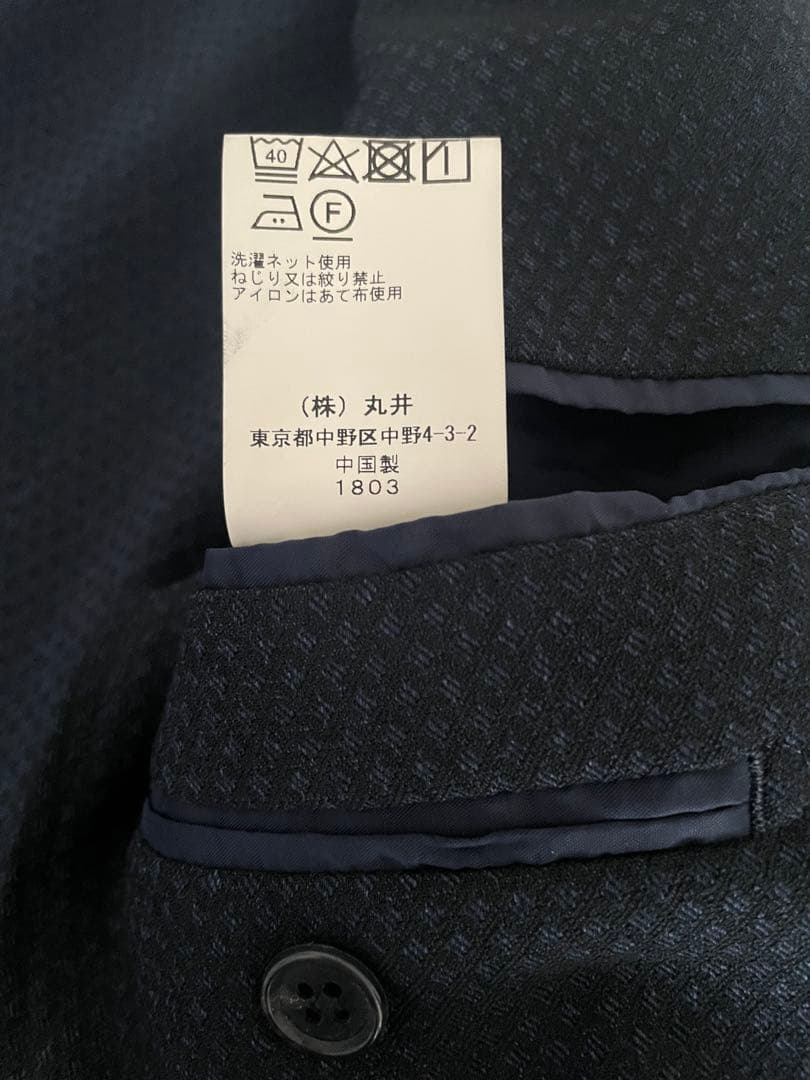 40
F
洗濯ネット使用
ねじり又は絞り禁止
アイロンはあて布使用
(株) 丸井
東京都中野区中野4-3-2
中国製
1803